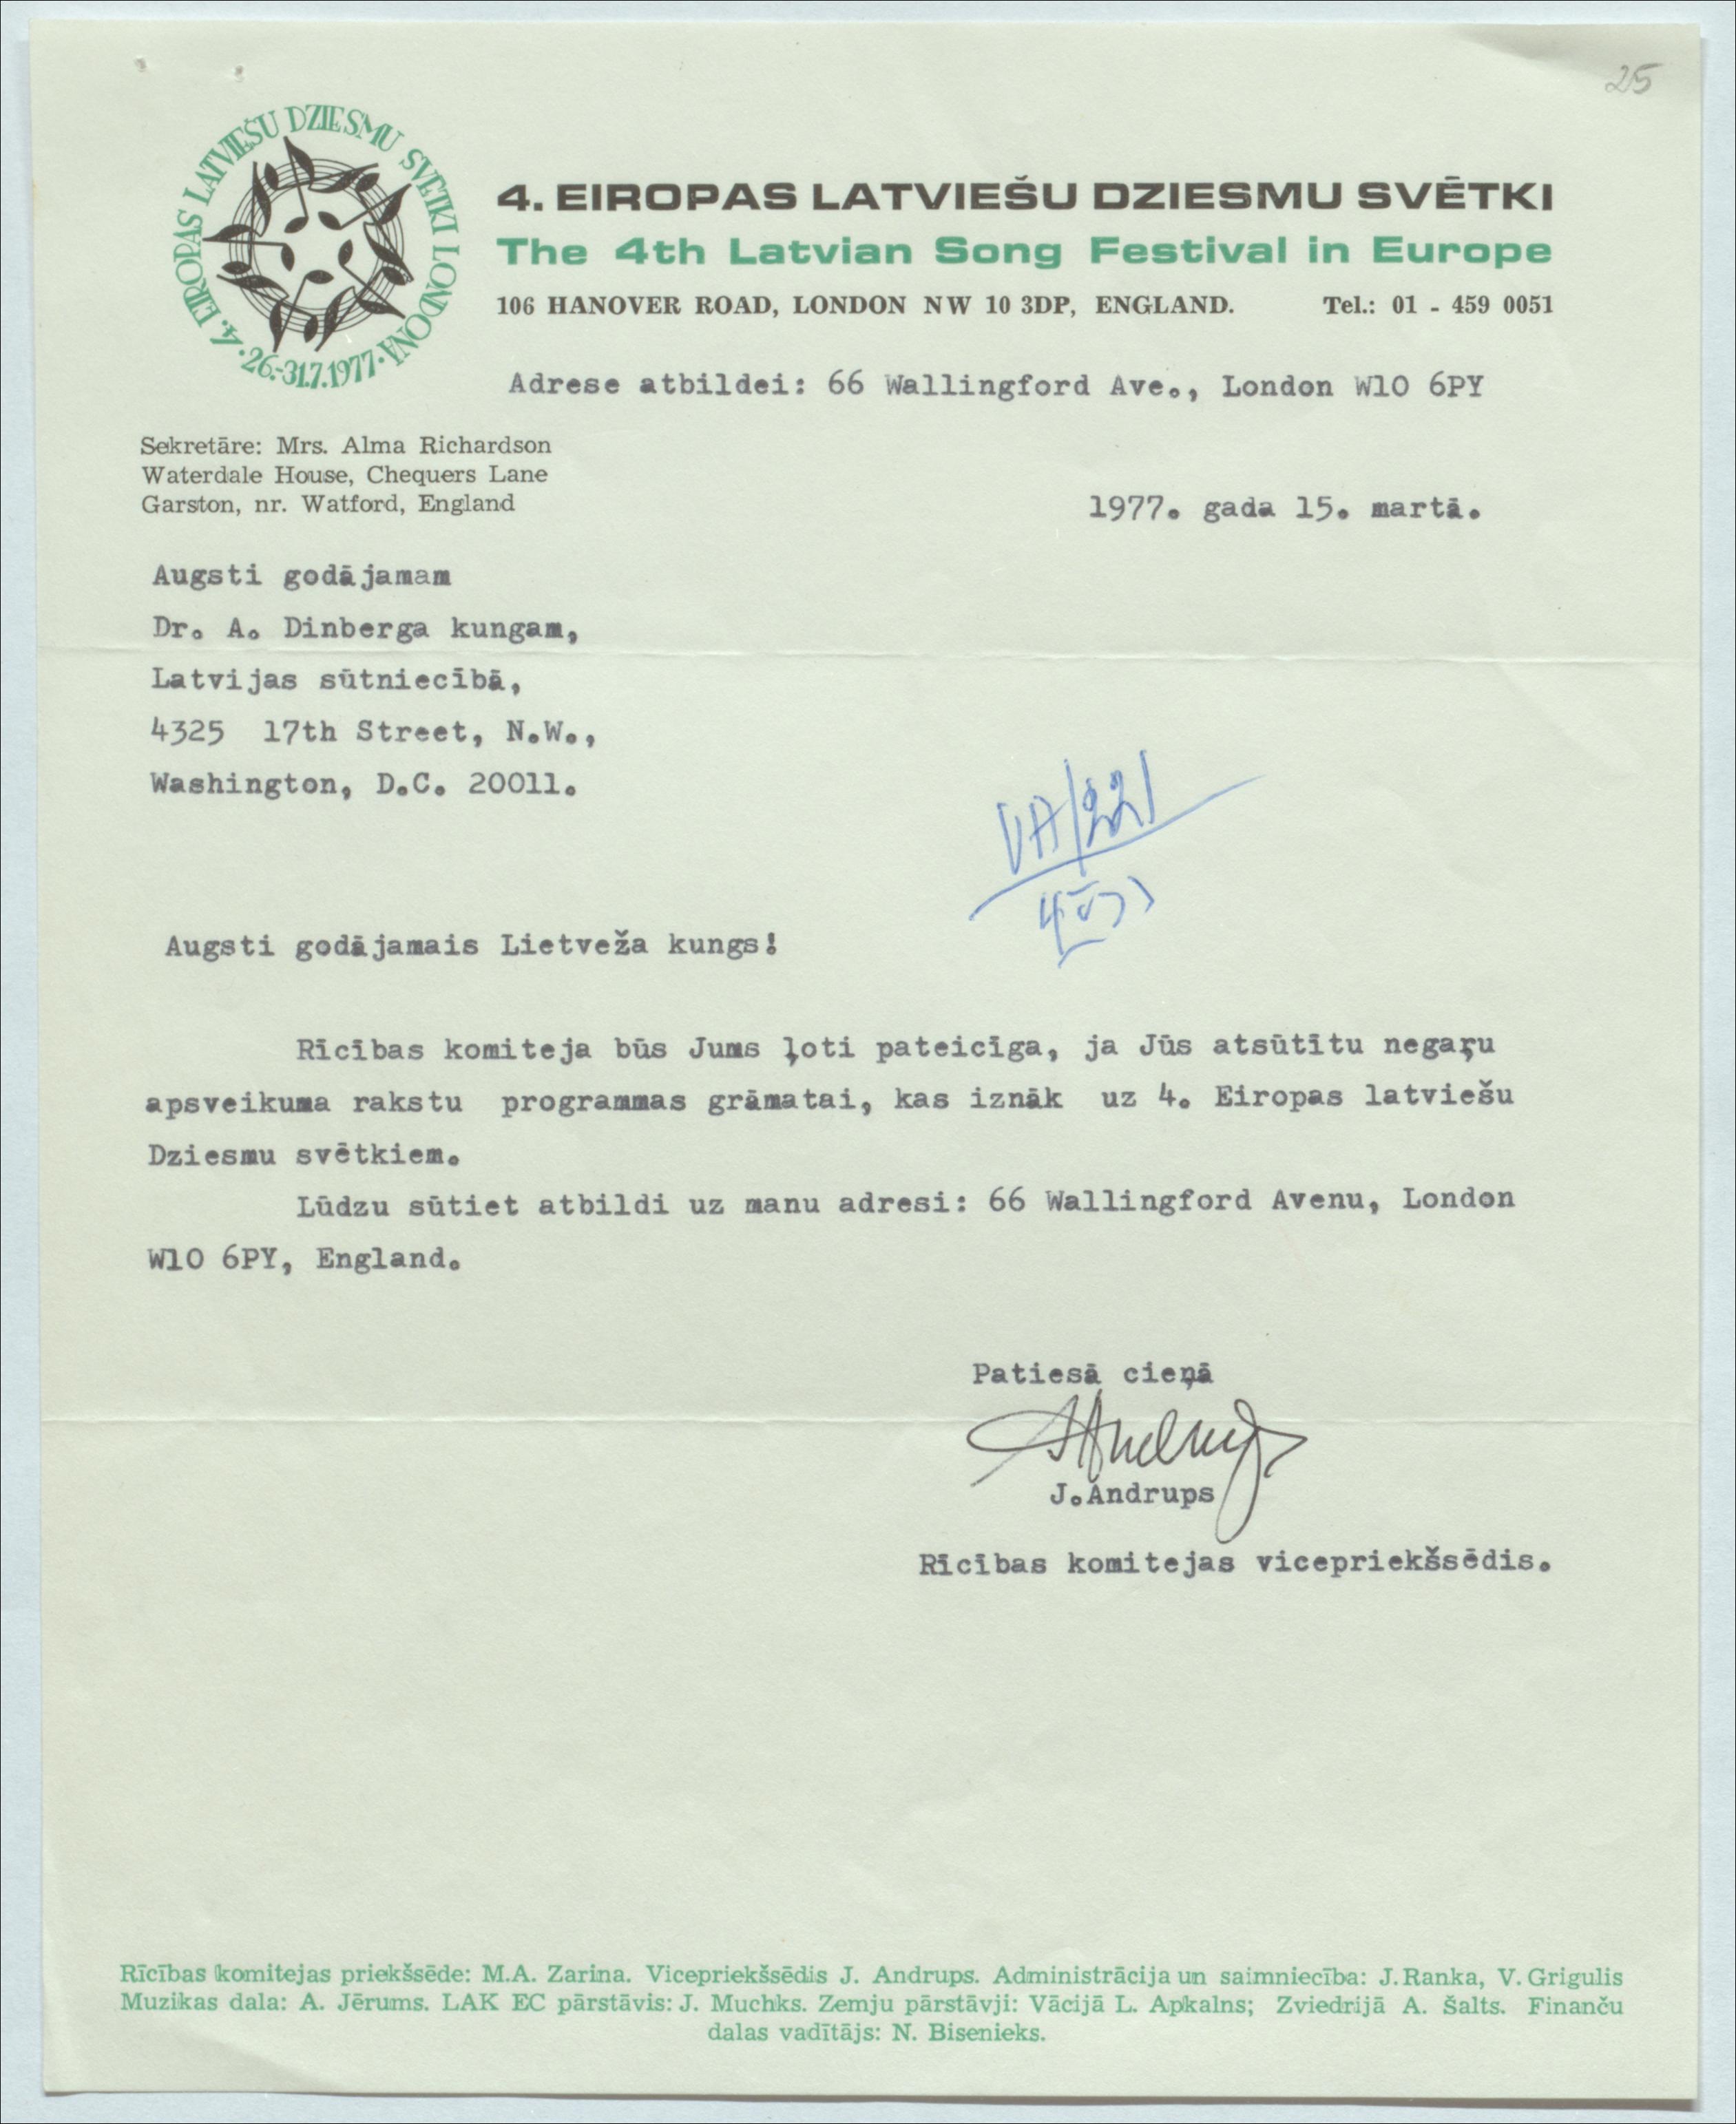 25
4. EIROPAS LATVIEŠU DZIESMU SVĒTKI LONDONĀ
·26.-31.7.1977·
4. EIROPAS LATVIEŠU DZIESMU SVĒTKI
The 4th Latvian Song Festival in Europe
106 HANOVER ROAD, LONDON NW 10 3DP, ENGLAND. Tel.: 01 - 459 0051
Adrese atbildei: 66 Wallingford Ave., London W10 6PY
Sekretāre: Mrs. Alma Richardson
Waterdale House, Chequers Lane
Garston, nr. Watford, England
1977. gada 15. martā.
Augsti godājamam
Dr. A. Dinberga kungam,
Latvijas sūtniecībā,
4325 17th Street, N.W.,
Washington, D.C. 20011.
Augsti godājamais Lietveža kungs!
Rīcības komiteja būs Jums ļoti pateicīga, ja Jūs atsūtītu negaŗu
apsveikuma rakstu programmas grāmatai, kas iznāk uz 4. Eiropas latviešu
Dziesmu svētkiem.
Lūdzu sūtiet atbildi uz manu adresi: 66 Wallingford Avenu, London
W10 6PY, England.
Patiesā cieņā
J.Andrups
Rīcības komitejas vicepriekšsēdis.
Rīcības komitejas priekšsēde: M.A. Zarina. Vicepriekšsēdis J. Andrups. Administrācija un saimniecība: J. Ranka, V. Grigulis
Muzikas dala: A. Jērums. LAK EC pārstāvis: J. Muchks. Zemju pārstāvji: Vācijā L. Apkalns; Zviedrijā A. Šalts. Finanču
dalas vadītājs: N. Bisenieks.